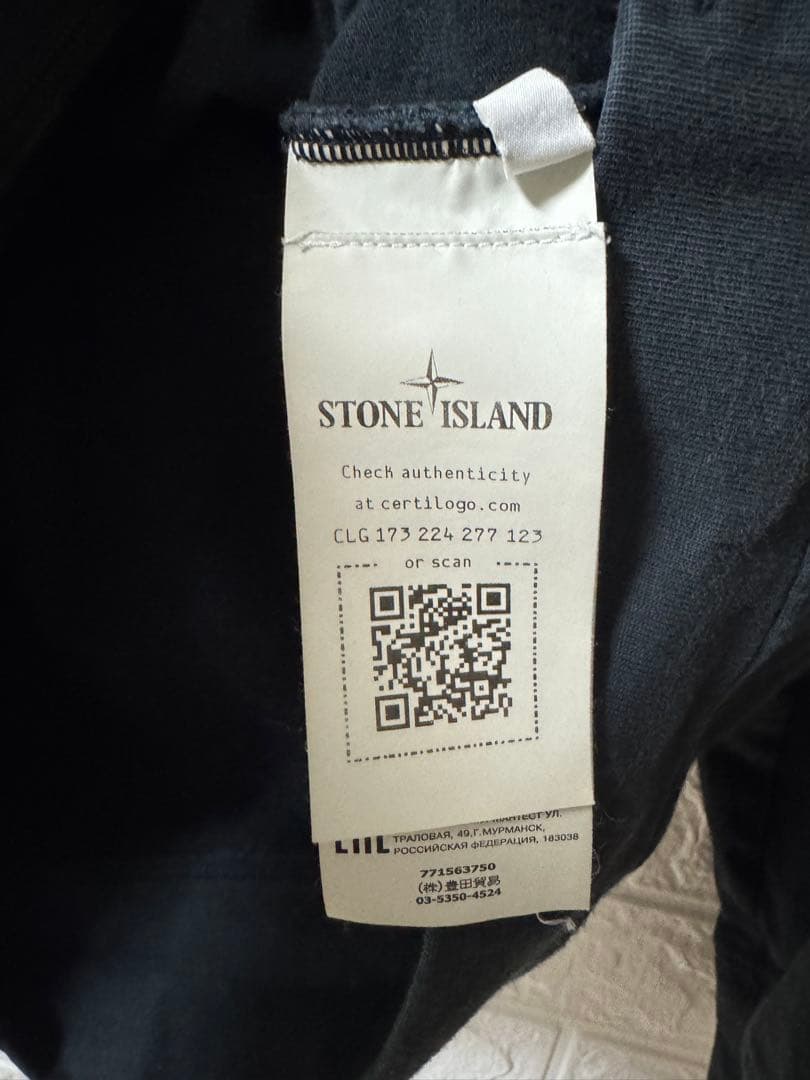 STONE ISLAND
Check authenticity
at certilogo.com
CLG 173 224 277 123
or scan
УЛ.
ТРАЛОВАЯ, 49,Г.МУРМАНСК,
РОССИЙСКАЯ ФЕДЕРАЦИЯ, 183038
771563750
(株)豊田貿易
03-5350-4524